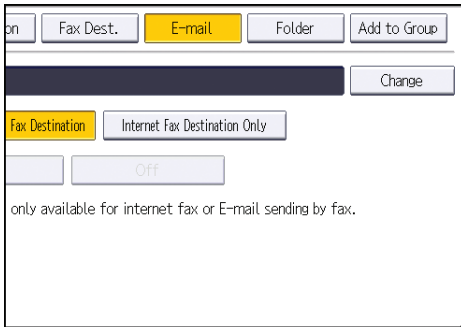 on Fax Dest. E-mail Folder Add to Group
Change
Fax Destination Internet Fax Destination Only
Off
only available for internet fax or E-mail sending by fax.